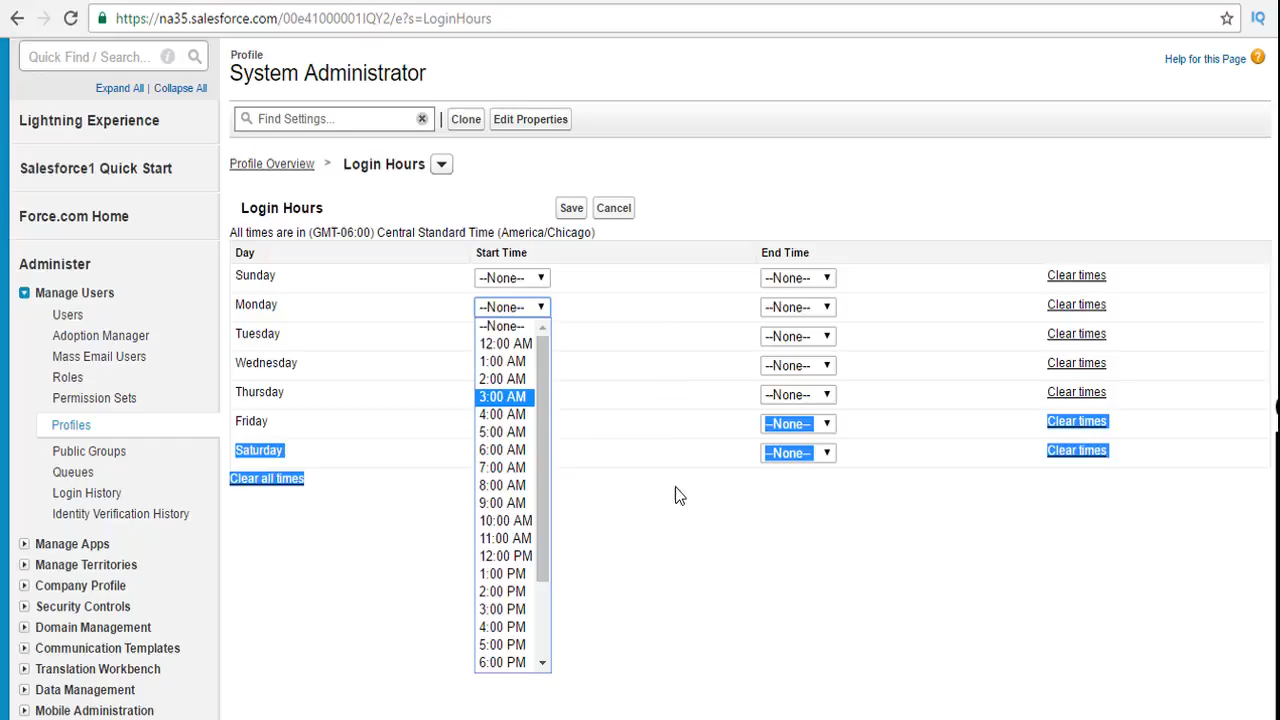 https://na35.salesforce.com/00e41000001IQY2/e?s=LoginHours
IQ
Quick Find / Search...
Expand All | Collapse All
Lightning Experience
Salesforce1 Quick Start
Force.com Home
Administer
Manage Users
Users
Adoption Manager
Mass Email Users
Roles
Permission Sets
Profiles
Public Groups
Queues
Login History
Identity Verification History
Manage Apps
Manage Territories
Company Profile
Security Controls
Domain Management
Communication Templates
Translation Workbench
Data Management
Mobile Administration
Profile
System Administrator
Help for this Page ?
Find Settings... | Clone Edit Properties
Profile Overview > Login Hours
Login Hours Save Cancel
All times are in (GMT-06:00) Central Standard Time (America/Chicago)
Day Start Time End Time
Sunday --None-- --None-- Clear times
Monday --None-- --None-- Clear times
Tuesday --None-- Clear times
Wednesday --None-- Clear times
Thursday --None-- Clear times
Friday --None-- Clear times
Saturday --None-- Clear times
Clear all times
--None--
12:00 AM
1:00 AM
2:00 AM
3:00 AM
4:00 AM
5:00 AM
6:00 AM
7:00 AM
8:00 AM
9:00 AM
10:00 AM
11:00 AM
12:00 PM
1:00 PM
2:00 PM
3:00 PM
4:00 PM
5:00 PM
6:00 PM